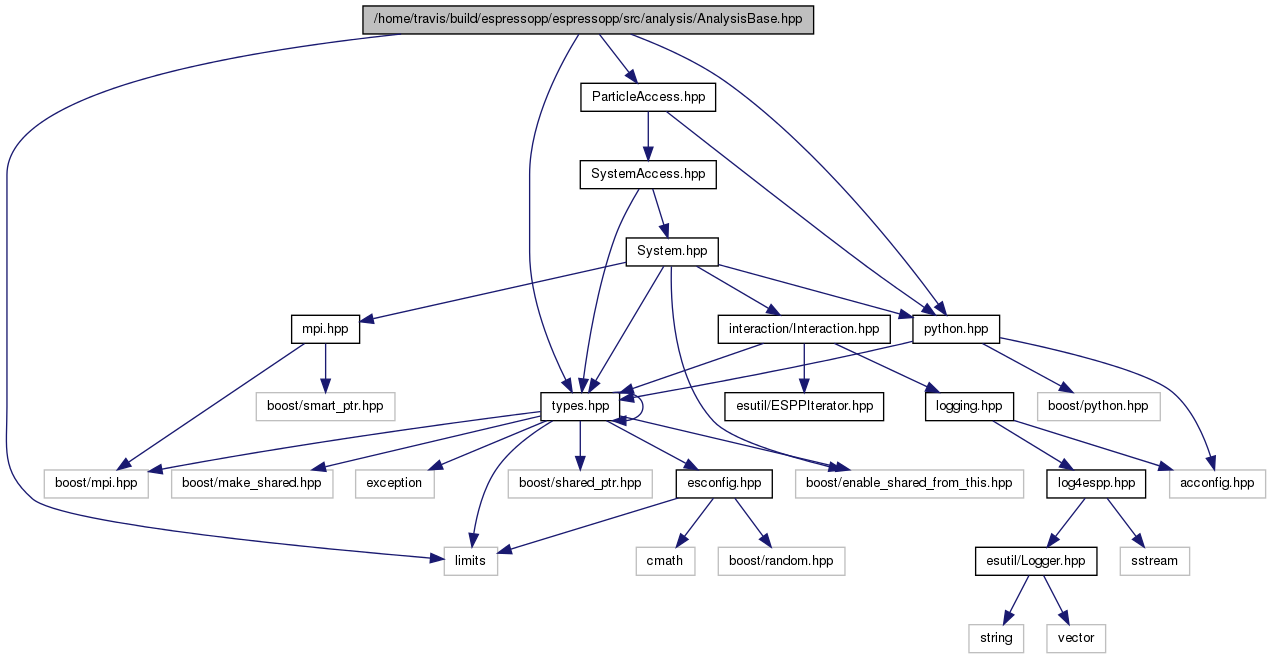 /home/travis/build/espressopp/espressopp/src/analysis/AnalysisBase.hpp
ParticleAccess.hpp
SystemAccess.hpp
System.hpp
mpi.hpp
interaction/Interaction.hpp
python.hpp
boost/smart_ptr.hpp
types.hpp
esutil/ESPPIterator.hpp
logging.hpp
boost/python.hpp
boost/mpi.hpp
boost/make_shared.hpp
exception
boost/shared_ptr.hpp
esconfig.hpp
boost/enable_shared_from_this.hpp
log4espp.hpp
acconfig.hpp
limits
cmath
boost/random.hpp
esutil/Logger.hpp
sstream
string
vector